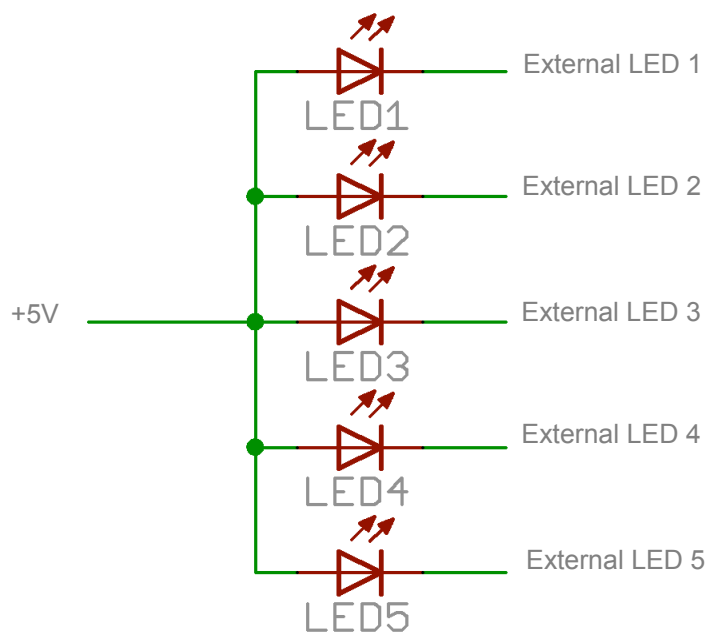 External LED 1
LED1
External LED 2
LED2
+5V
External LED 3
LED3
External LED 4
LED4
External LED 5
LED5